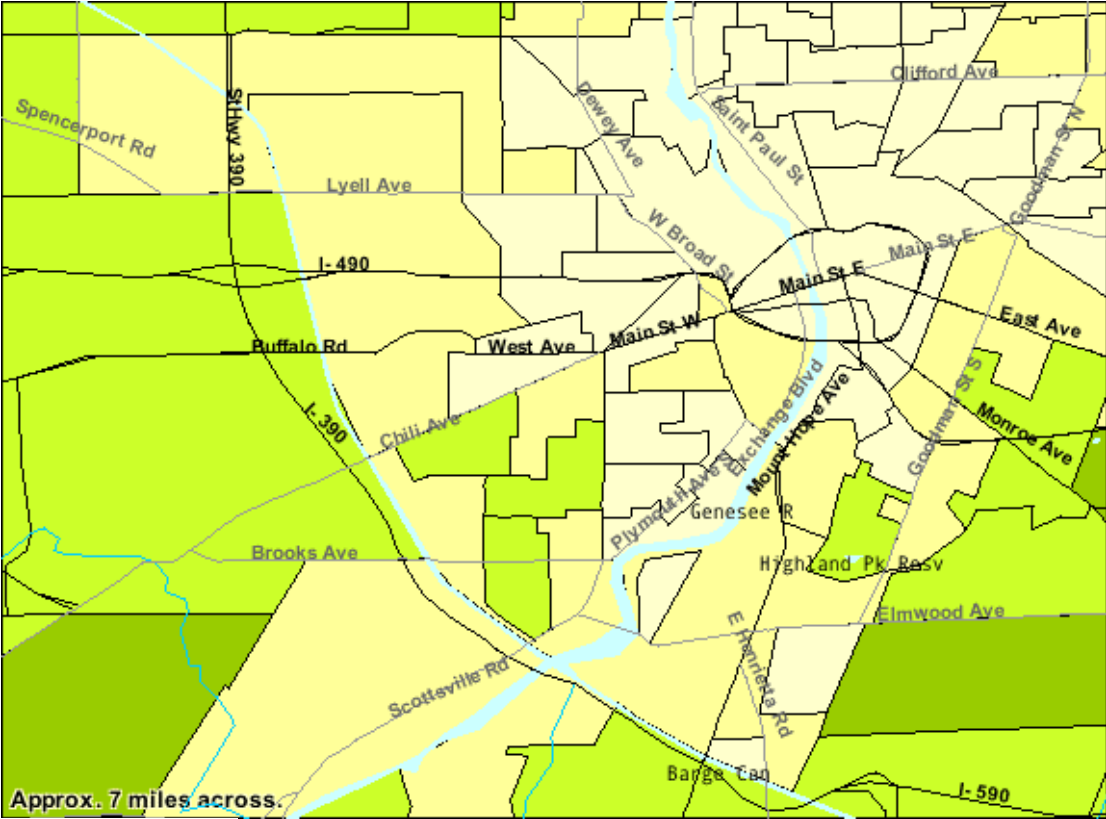 Clifford Ave
Dewey Ave
Saint Paul St
Spencerport Rd
St Hwy 390
Goodman St N
Lyell Ave
W Broad St
Main St E
I- 490
Main St E
East Ave
Main St W
Buffalo Rd
West Ave
Exchange Blvd
Mount Hope Ave
Goodman St S
I- 390
Chili Ave
Monroe Ave
Plymouth Ave S
Genesee R
Brooks Ave
Highland Pk Resv
Elmwood Ave
E Henrietta Rd
Scottsville Rd
Barge Can
I- 590
Approx. 7 miles across.